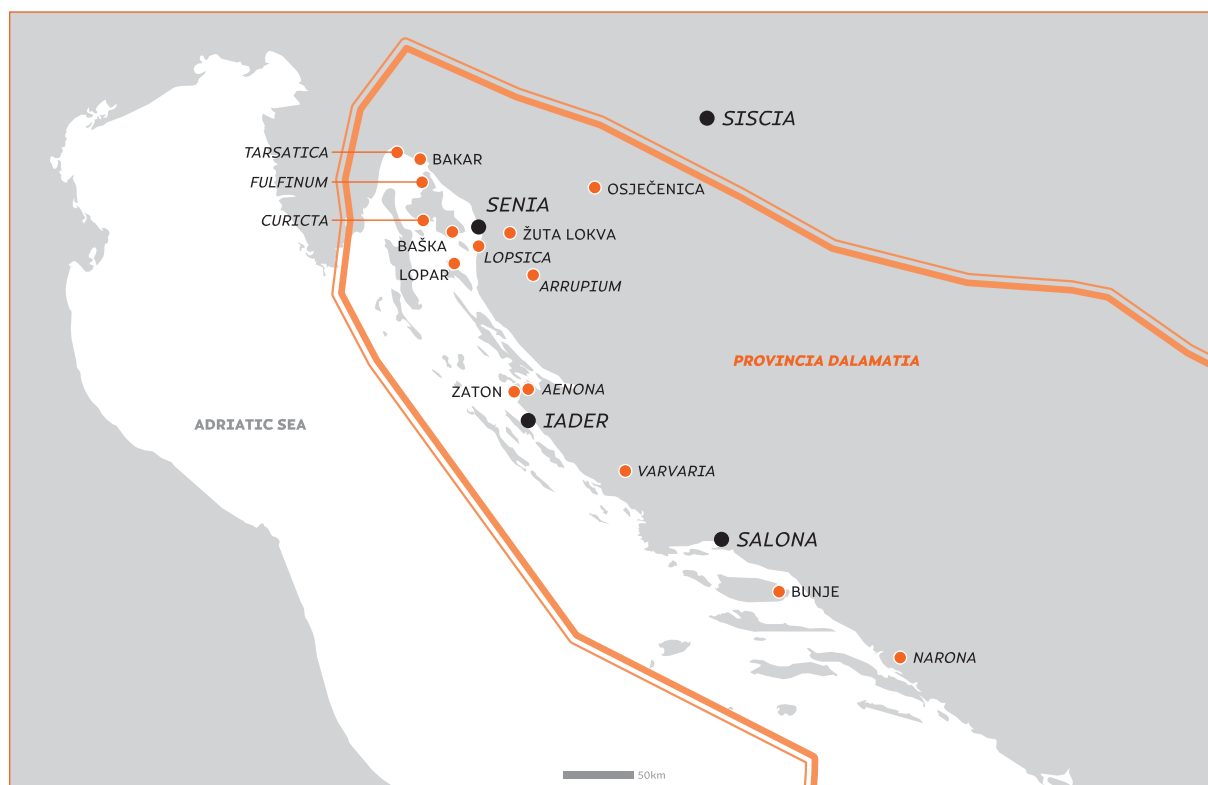 SISCIA
TARSATICA
BAKAR
FULFINUM
OSJEČENICA
SENIA
CURICTA
ŽUTA LOKVA
BAŠKA
LOPSICA
LOPAR
ARRUPIUM
PROVINCIA DALAMATIA
ZATON
AENONA
IADER
ADRIATIC SEA
VARVARIA
SALONA
BUNJE
NARONA
50km